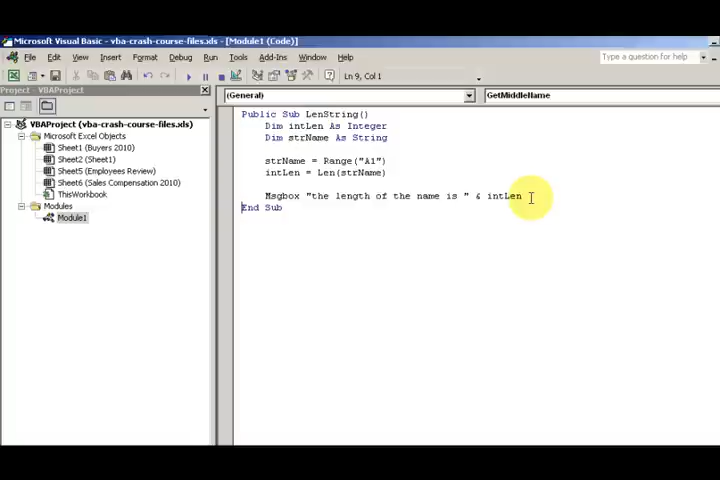 Microsoft Visual Basic - vba-crash-course-files.xls - [Module1 (Code)]
File Edit View Insert Format Debug Run Tools Add-Ins Window Help
Type a question for help
Ln 9, Col 1
Project - VBAProject
(General)
GetMiddleName
VBAProject (vba-crash-course-files.xls)
Microsoft Excel Objects
Sheet1 (Buyers 2010)
Sheet2 (Sheet1)
Sheet5 (Employees Review)
Sheet6 (Sales Compensation 2010)
ThisWorkbook
Modules
Module1
Public Sub LenString()
Dim intLen As Integer
Dim strName As String
strName = Range("A1")
intLen = Len(strName)
Msgbox "the length of the name is " & intLen
End Sub